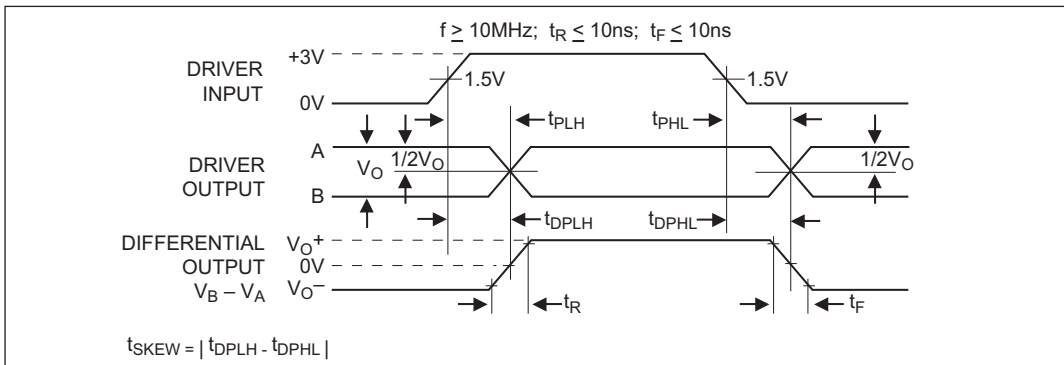 f ≥ 10MHz; tR ≤ 10ns; tF ≤ 10ns
DRIVER
INPUT
+3V
0V
1.5V
1.5V
tPLH
tPHL
DRIVER
OUTPUT
A
B
VO
1/2VO
1/2VO
tDPLH
tDPHL
DIFFERENTIAL
OUTPUT
VB – VA
VO+
0V
VO–
tR
tF
tSKEW = | tDPLH - tDPHL |